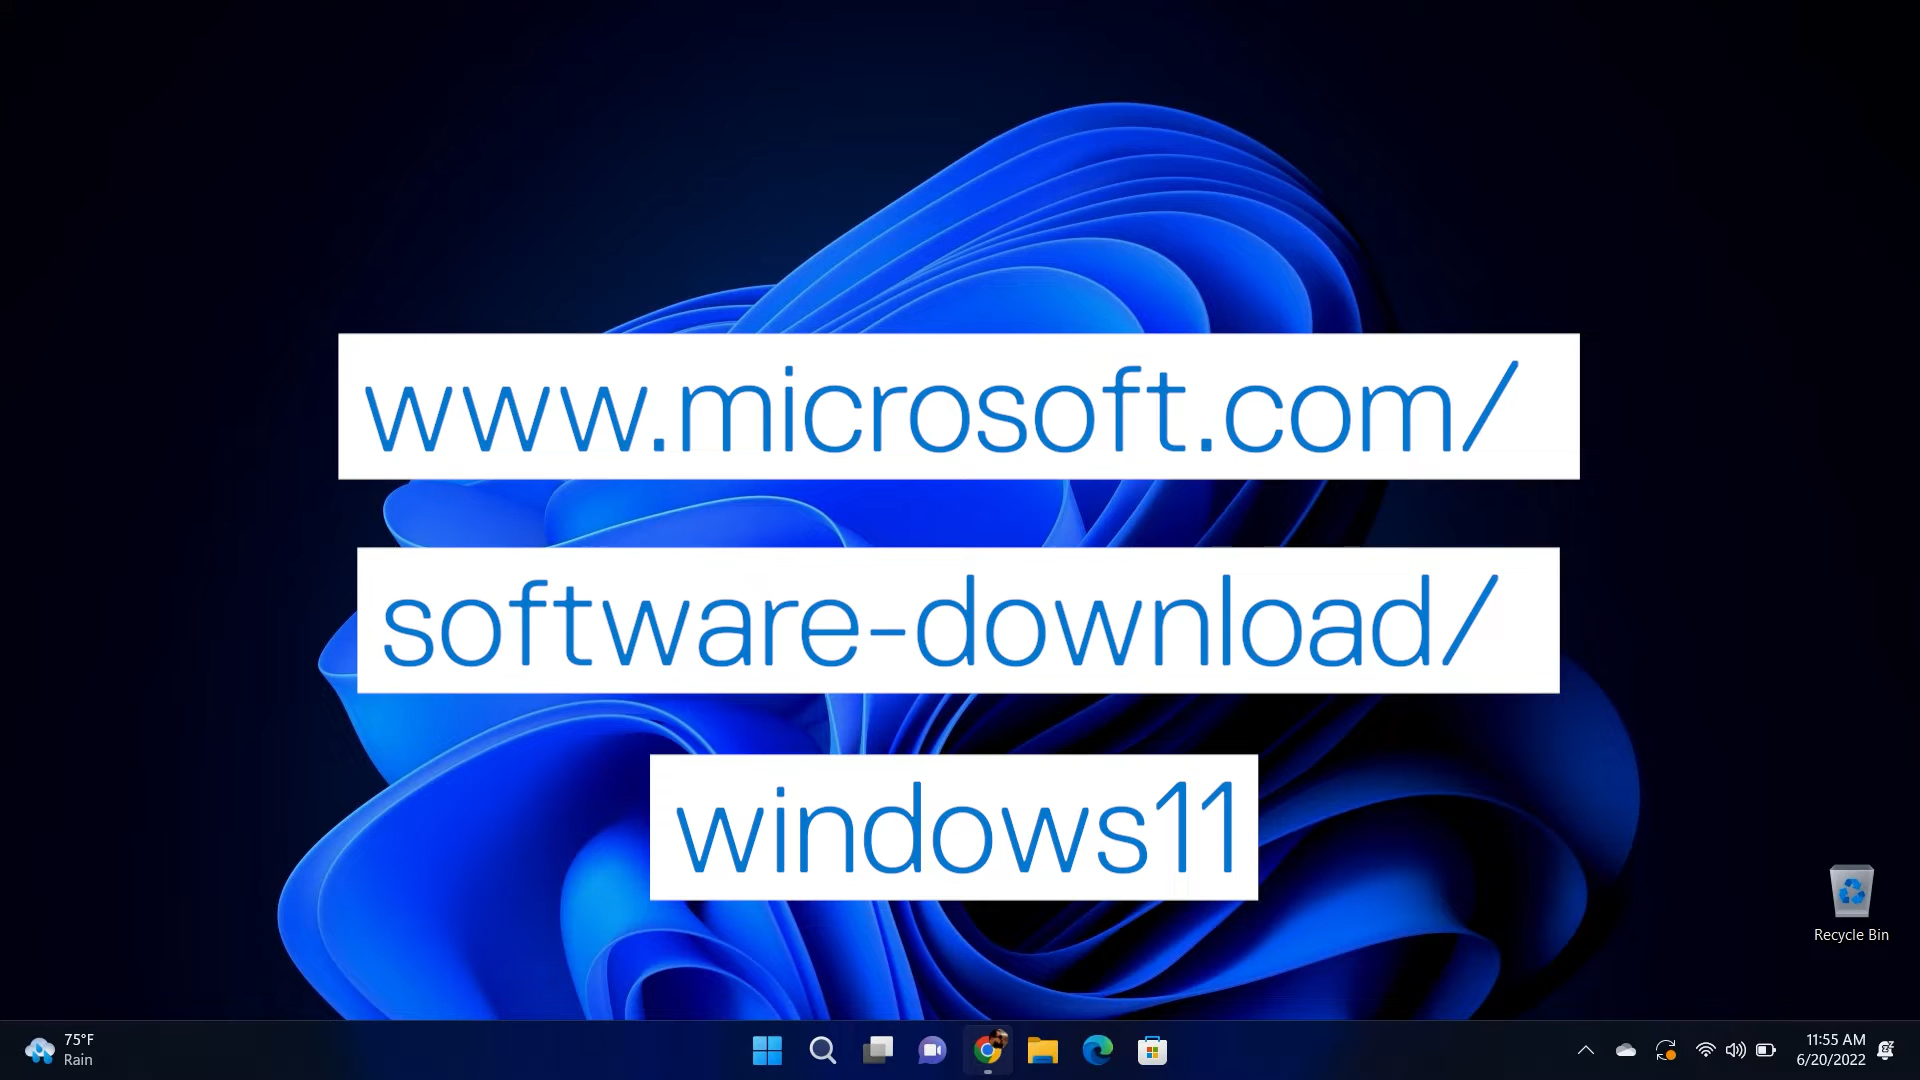 www.microsoft.com/
software-download/
windows11
Recycle Bin
75°F
Rain
11:55 AM
6/20/2022